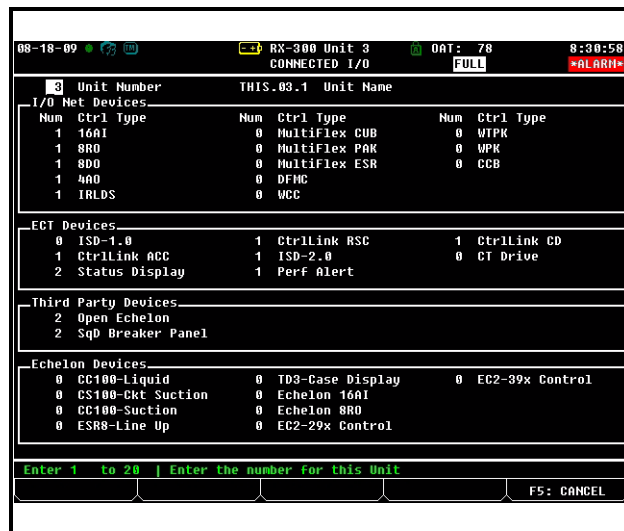 08-18-09 TM RX-300 Unit 3 OAT: 78 8:30:58
CONNECTED I/O FULL *ALARM*
3 Unit Number THIS.03.1 Unit Name
I/O Net Devices
Num Ctrl Type Num Ctrl Type Num Ctrl Type
1 16AI 0 MultiFlex CUB 0 WTPK
1 8RO 0 MultiFlex PAK 0 WPK
1 8DO 0 MultiFlex ESR 0 CCB
1 4AO 0 DFMC
1 IRLDS 0 WCC
ECT Devices
0 ISD-1.0 1 CtrlLink RSC 1 CtrlLink CD
1 CtrlLink ACC 1 ISD-2.0 0 CT Drive
2 Status Display 1 Perf Alert
Third Party Devices
2 Open Echelon
2 SqD Breaker Panel
Echelon Devices
0 CC100-Liquid 0 TD3-Case Display 0 EC2-39x Control
0 CS100-Ckt Suction 0 Echelon 16AI
0 CC100-Suction 0 Echelon 8RO
0 ESR8-Line Up 0 EC2-29x Control
Enter 1 to 20 | Enter the number for this Unit
F5: CANCEL